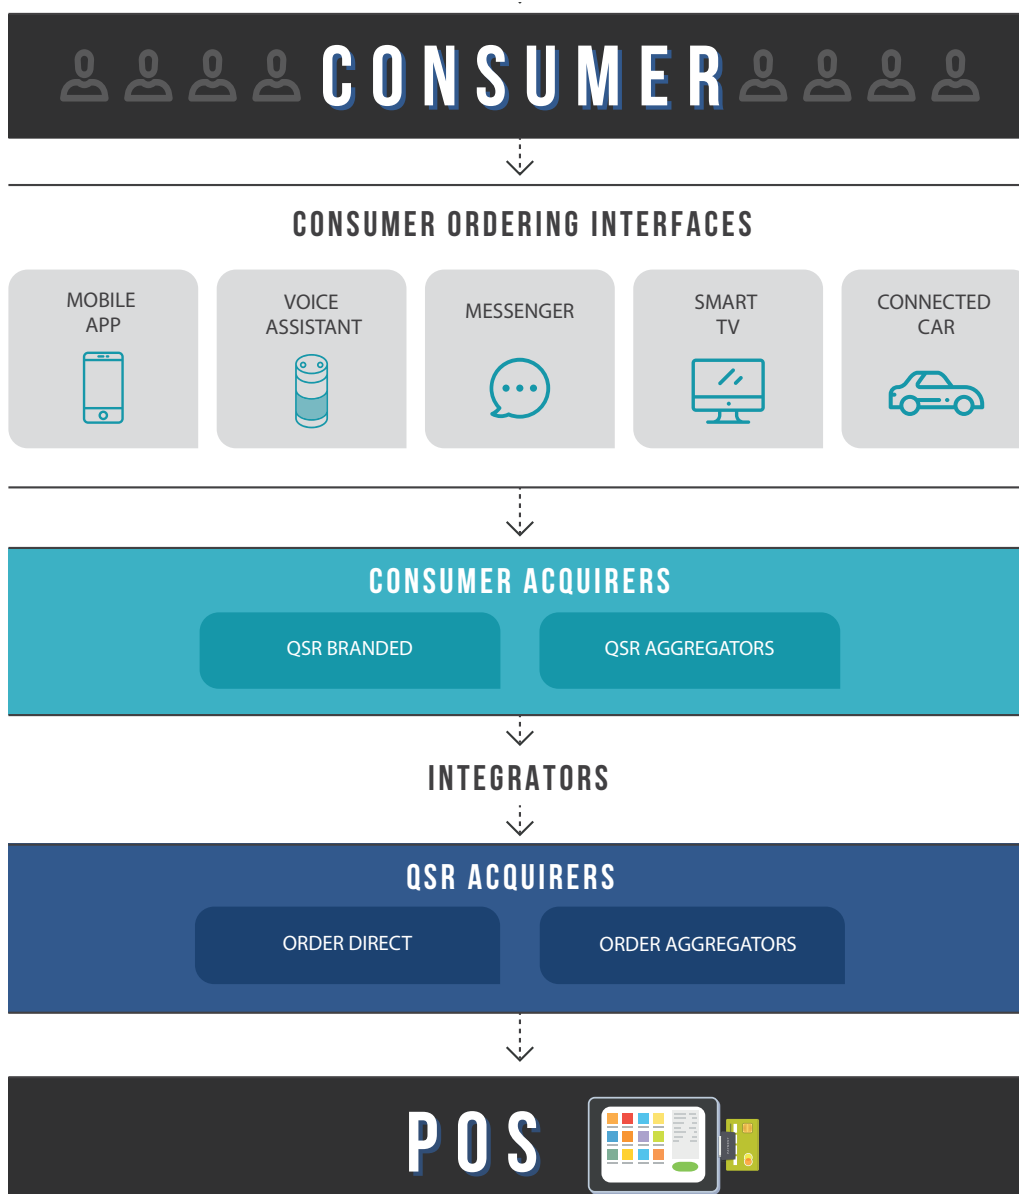 CONSUMER
CONSUMER ORDERING INTERFACES
MOBILE
APP
VOICE
ASSISTANT
MESSENGER
SMART
TV
CONNECTED
CAR
CONSUMER ACQUIRERS
QSR BRANDED
QSR AGGREGATORS
INTEGRATORS
QSR ACQUIRERS
ORDER DIRECT
ORDER AGGREGATORS
POS